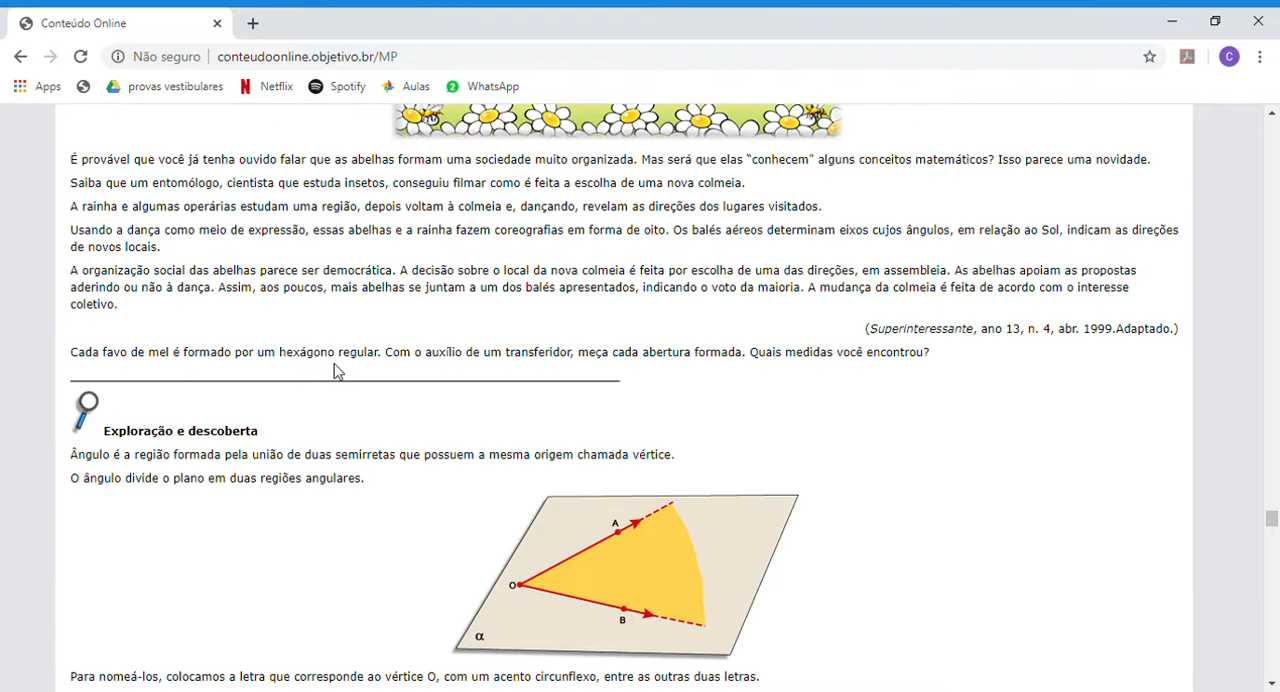 Conteúdo Online
Não seguro | conteudoonline.objetivo.br/MP
C
Apps provas vestibulares Netflix Spotify Aulas 2 WhatsApp
É provável que você já tenha ouvido falar que as abelhas formam uma sociedade muito organizada. Mas será que elas "conhecem" alguns conceitos matemáticos? Isso parece uma novidade.
Saiba que um entomólogo, cientista que estuda insetos, conseguiu filmar como é feita a escolha de uma nova colmeia.
A rainha e algumas operárias estudam uma região, depois voltam à colmeia e, dançando, revelam as direções dos lugares visitados.
Usando a dança como meio de expressão, essas abelhas e a rainha fazem coreografias em forma de oito. Os balés aéreos determinam eixos cujos ângulos, em relação ao Sol, indicam as direções
de novos locais.
A organização social das abelhas parece ser democrática. A decisão sobre o local da nova colmeia é feita por escolha de uma das direções, em assembleia. As abelhas apoiam as propostas
aderindo ou não à dança. Assim, aos poucos, mais abelhas se juntam a um dos balés apresentados, indicando o voto da maioria. A mudança da colmeia é feita de acordo com o interesse
coletivo.
(Superinteressante, ano 13, n. 4, abr. 1999.Adaptado.)
Cada favo de mel é formado por um hexágono regular. Com o auxílio de um transferidor, meça cada abertura formada. Quais medidas você encontrou?
Exploração e descoberta
Ângulo é a região formada pela união de duas semirretas que possuem a mesma origem chamada vértice.
O ângulo divide o plano em duas regiões angulares.
A
O
B
α
Para nomeá-los, colocamos a letra que corresponde ao vértice O, com um acento circunflexo, entre as outras duas letras.